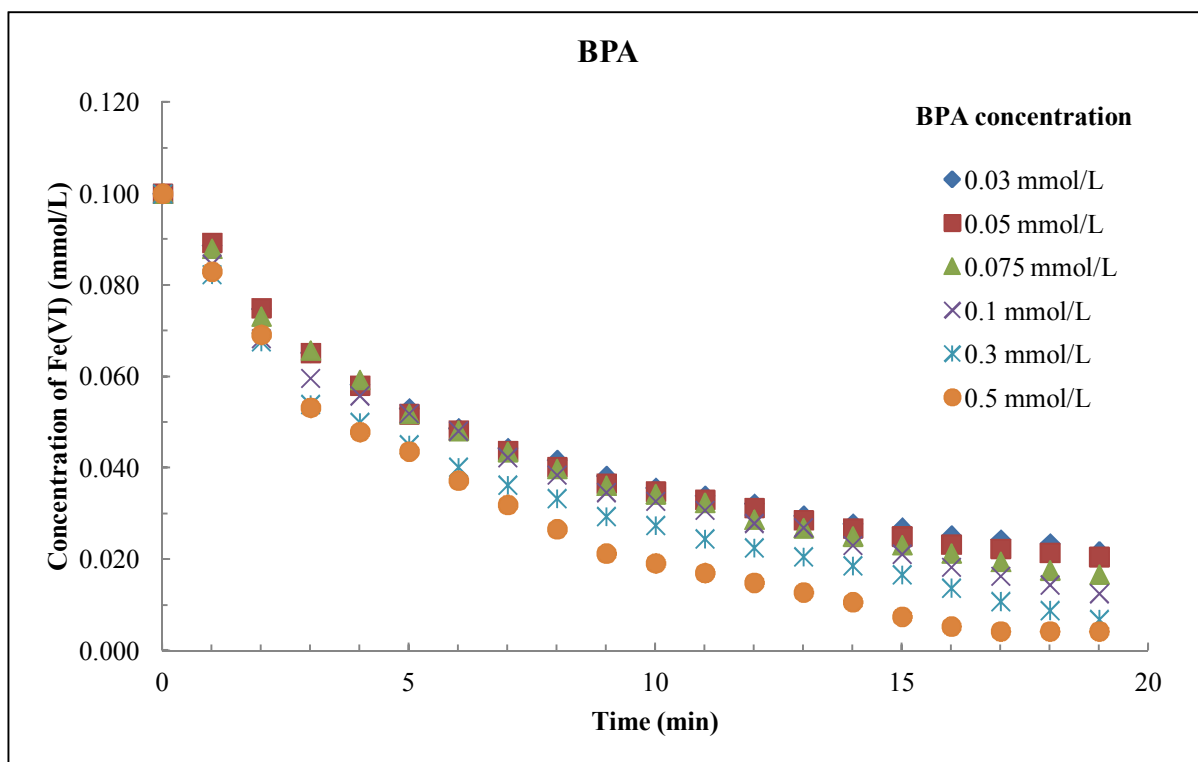 BPA
Concentration of Fe(VI) (mmol/L)
0.120
0.100
0.080
0.060
0.040
0.020
0.000
0
5
10
15
20
Time (min)
BPA concentration
0.03 mmol/L
0.05 mmol/L
0.075 mmol/L
0.1 mmol/L
0.3 mmol/L
0.5 mmol/L